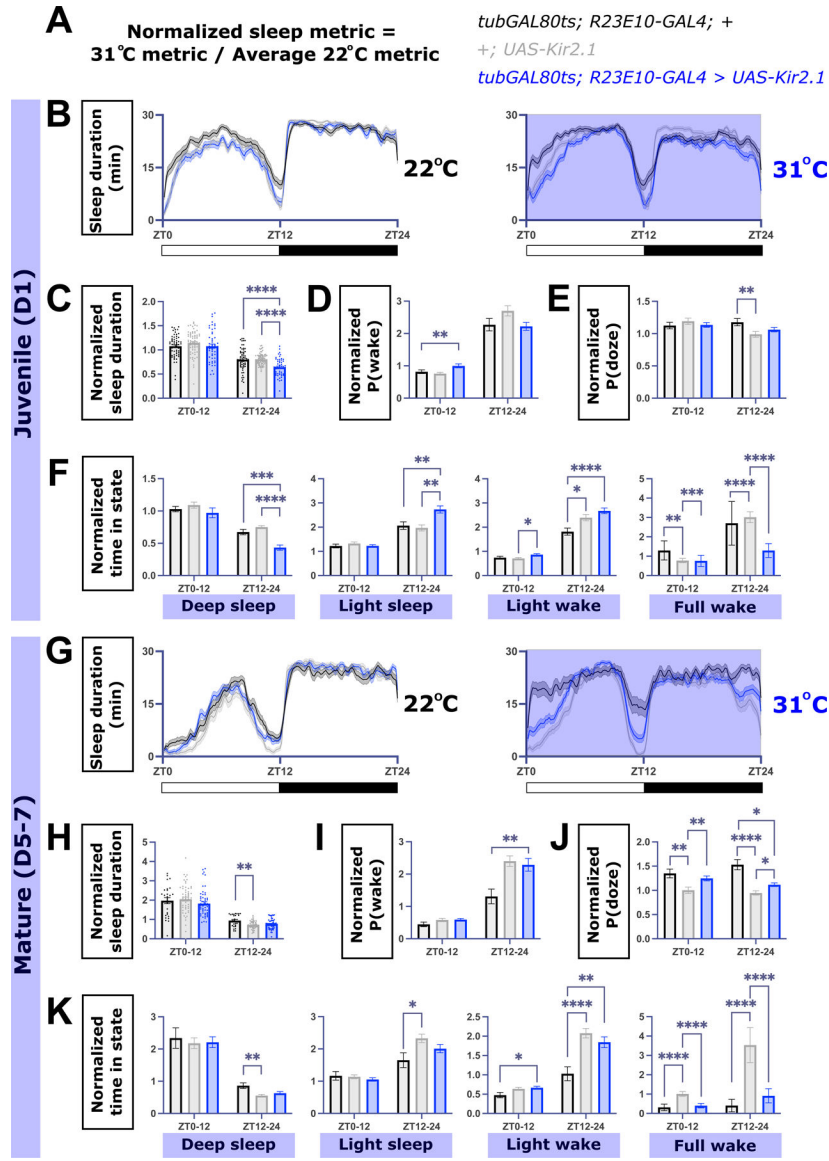 A
Normalized sleep metric =
31°C metric / Average 22°C metric
tubGAL80ts; R23E10-GAL4; +
+; UAS-Kir2.1
tubGAL80ts; R23E10-GAL4 > UAS-Kir2.1
Juvenile (D1)
B
Sleep duration
(min)
30
15
0
ZT0
ZT12
ZT24
22°C
30
15
0
ZT0
ZT12
ZT24
31°C
C
Normalized
sleep duration
2.0
1.5
1.0
0.5
0.0
****
****
ZT0-12
ZT12-24
D
Normalized
P(wake)
3
2
1
0
**
ZT0-12
ZT12-24
E
Normalized
P(doze)
1.5
1.0
0.5
0.0
**
ZT0-12
ZT12-24
F
Normalized
time in state
1.5
1.0
0.5
0.0
***
****
ZT0-12
ZT12-24
Deep sleep
4
3
2
1
0
**
**
ZT0-12
ZT12-24
Light sleep
4
3
2
1
0
*
****
*
ZT0-12
ZT12-24
Light wake
5
4
3
2
1
0
**
***
****
****
ZT0-12
ZT12-24
Full wake
Mature (D5-7)
G
Sleep duration
(min)
30
15
0
ZT0
ZT12
ZT24
22°C
30
15
0
ZT0
ZT12
ZT24
31°C
H
Normalized
sleep duration
5
4
3
2
1
0
**
ZT0-12
ZT12-24
I
Normalized
P(wake)
3
2
1
0
**
ZT0-12
ZT12-24
J
Normalized
P(doze)
2.0
1.5
1.0
0.5
0.0
**
**
*
****
*
ZT0-12
ZT12-24
K
Normalized
time in state
3
2
1
0
**
ZT0-12
ZT12-24
Deep sleep
3
2
1
0
*
ZT0-12
ZT12-24
Light sleep
2.5
2.0
1.5
1.0
0.5
0.0
*
**
****
ZT0-12
ZT12-24
Light wake
5
4
3
2
1
0
****
****
****
****
ZT0-12
ZT12-24
Full wake